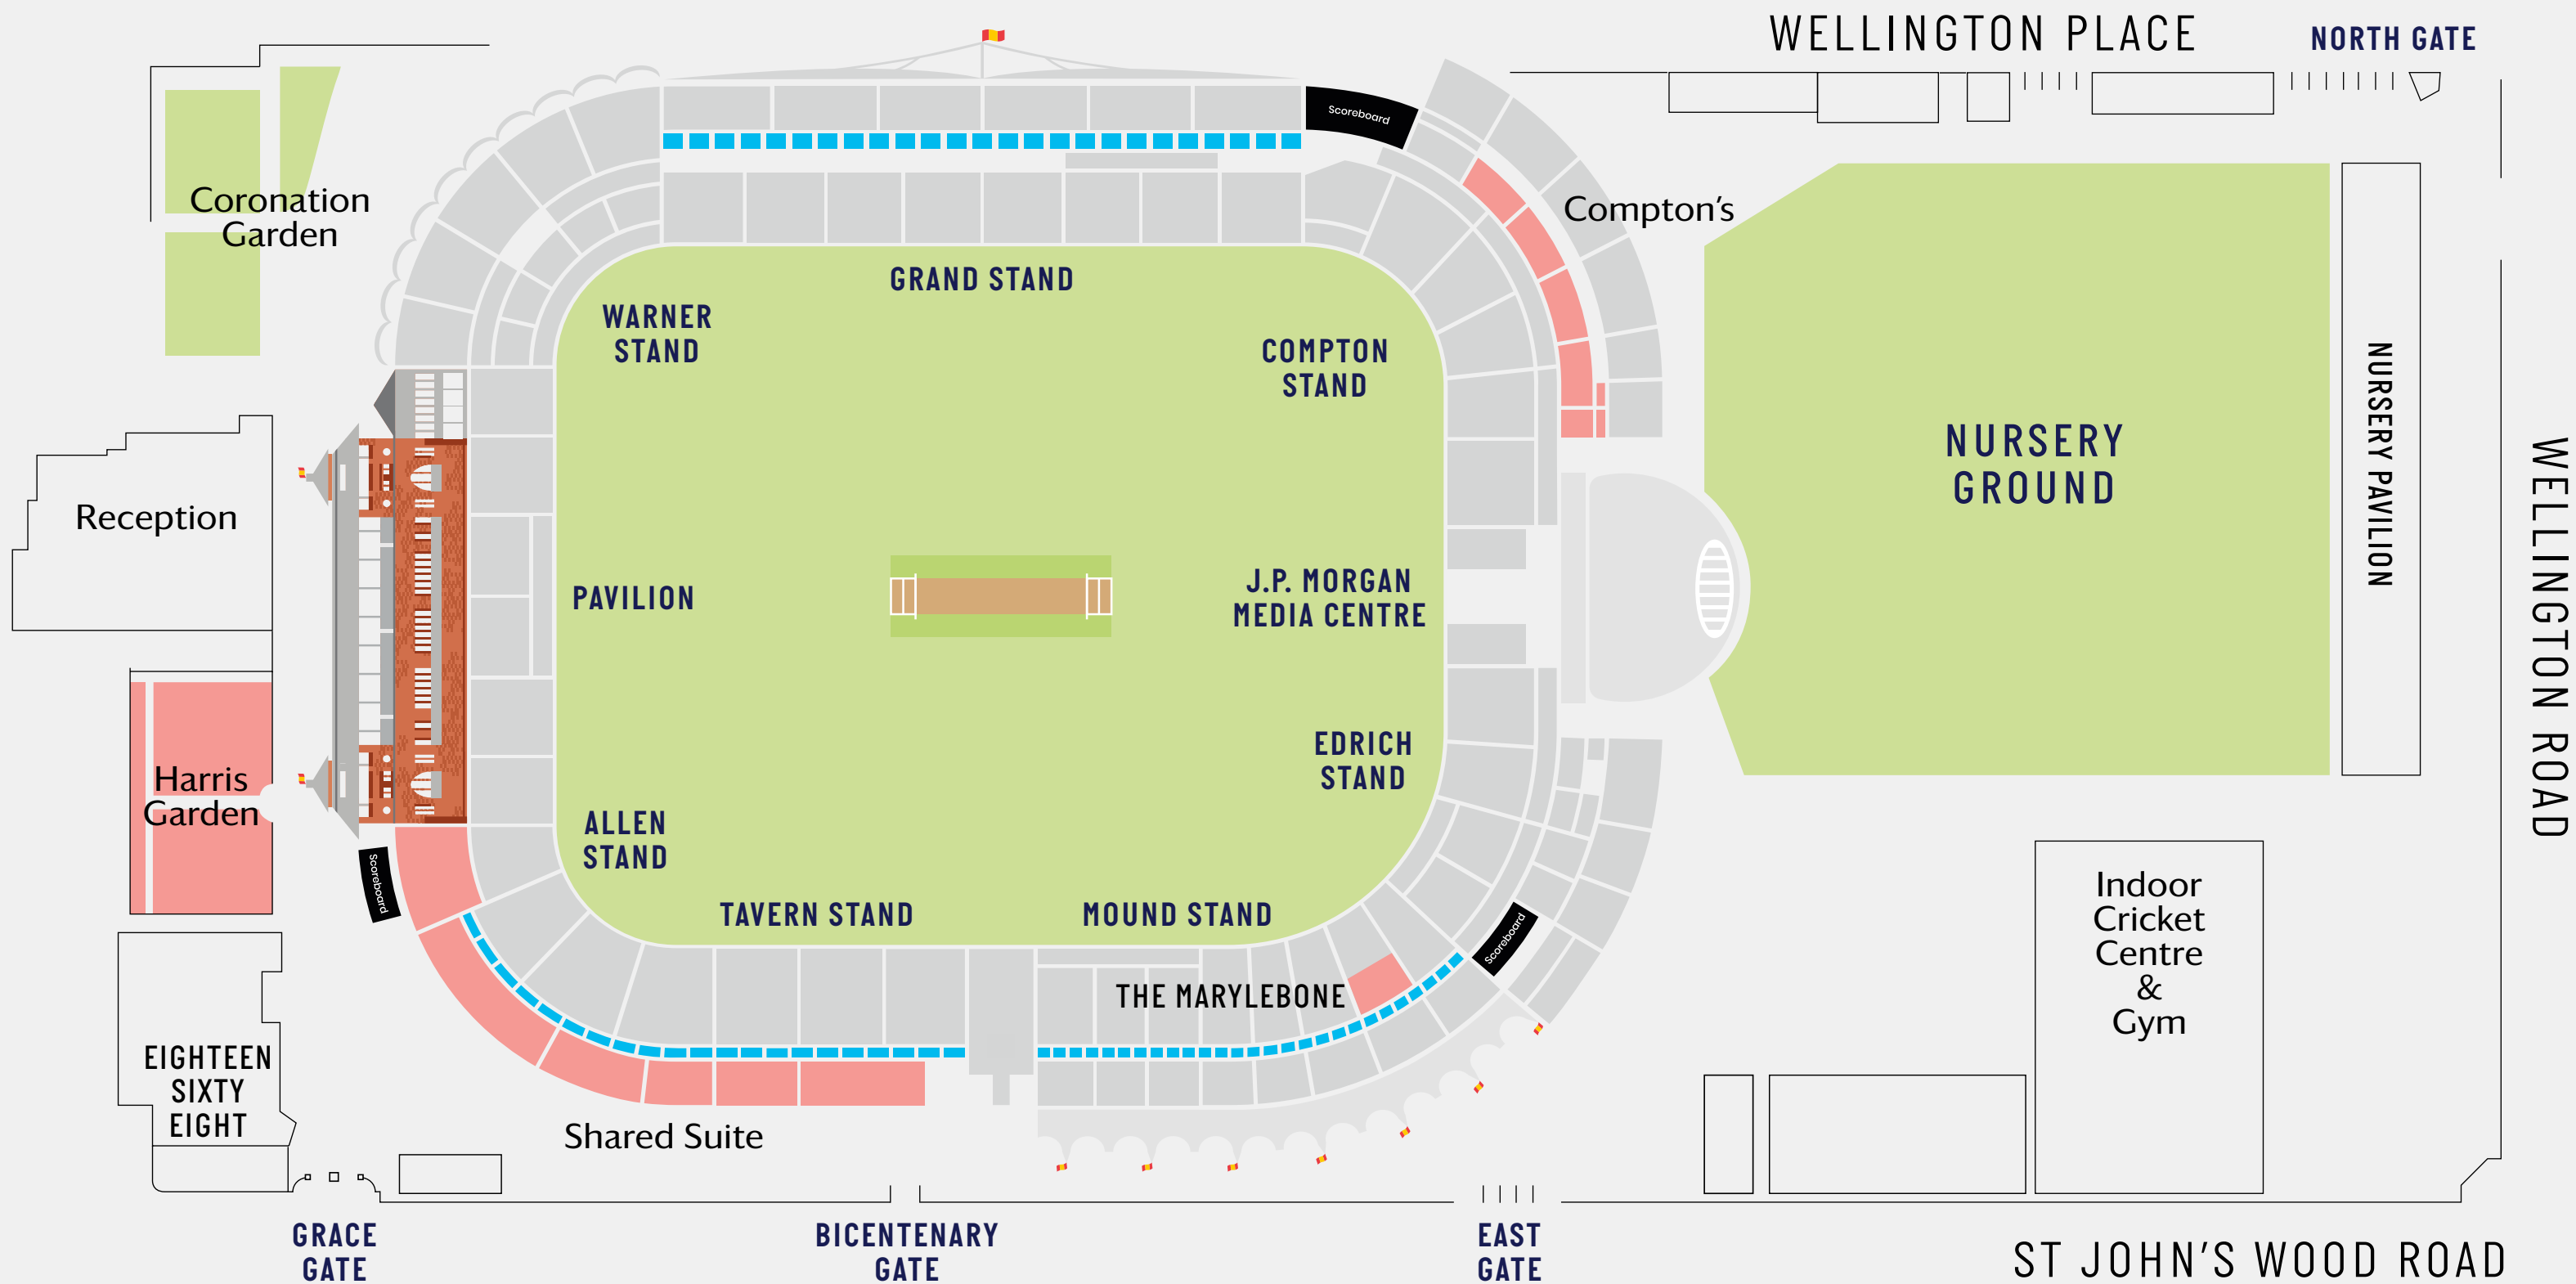 WELLINGTON PLACE
NORTH GATE
Scoreboard
Coronation
Garden
Compton's
GRAND STAND
WARNER
STAND
COMPTON
STAND
NURSERY
GROUND
NURSERY PAVILION
WELLINGTON ROAD
Reception
PAVILION
J.P. MORGAN
MEDIA CENTRE
EDRICH
STAND
Harris
Garden
ALLEN
STAND
Scoreboard
TAVERN STAND
MOUND STAND
Scoreboard
THE MARYLEBONE
Indoor
Cricket
Centre
&
Gym
EIGHTEEN
SIXTY
EIGHT
Shared Suite
GRACE
GATE
BICENTENARY
GATE
EAST
GATE
ST JOHN'S WOOD ROAD